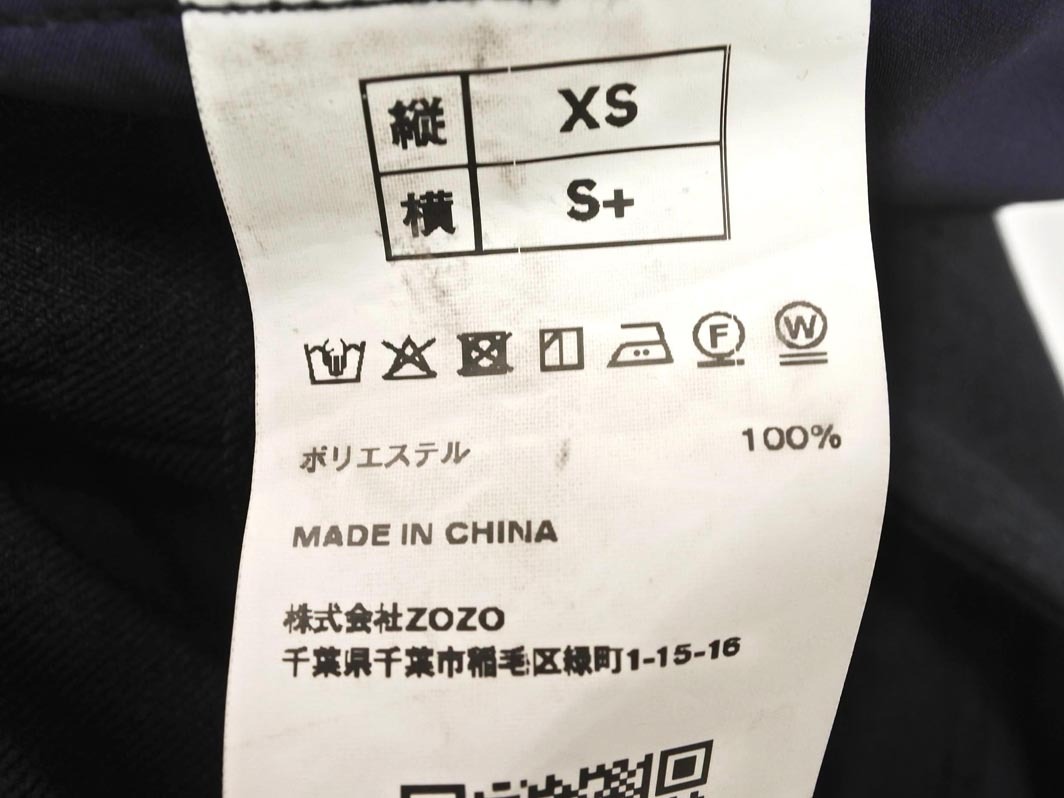 縦 XS
横 S+
F W
ポリエステル 100%
MADE IN CHINA
株式会社ZOZO
千葉県千葉市稲毛区緑町1-15-16